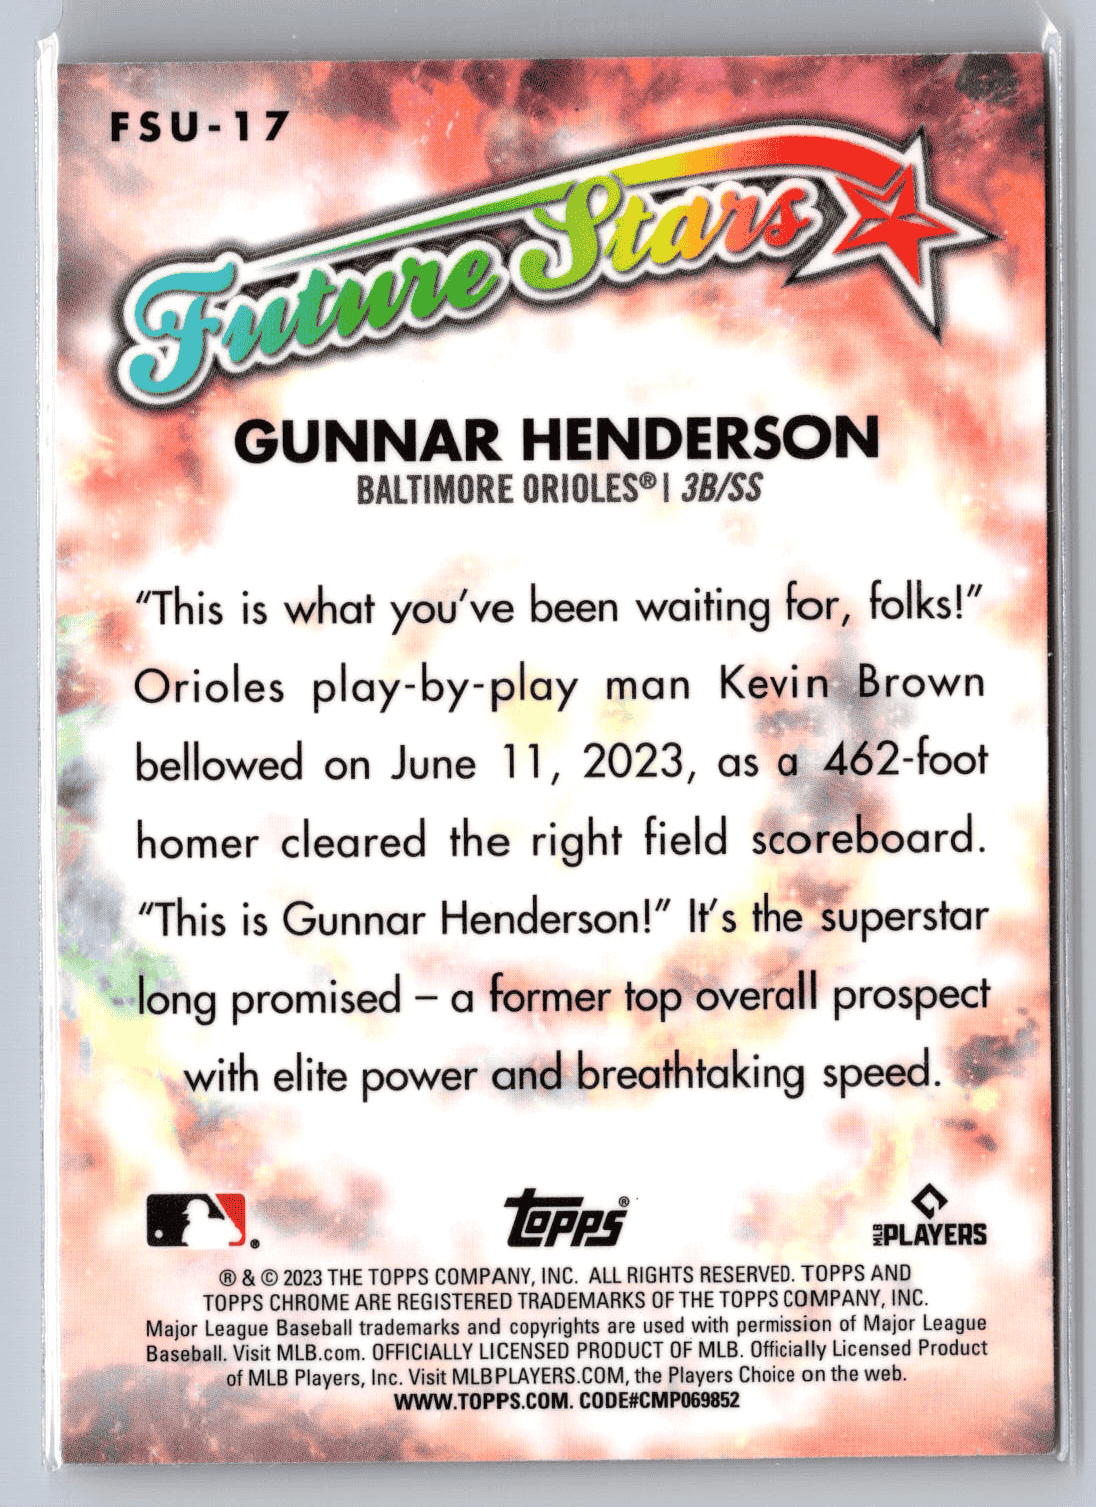 FSU-17
Future Stars
GUNNAR HENDERSON
BALTIMORE ORIOLES® | 3B/SS
“This is what you’ve been waiting for, folks!”
Orioles play-by-play man Kevin Brown
bellowed on June 11, 2023, as a 462-foot
homer cleared the right field scoreboard.
“This is Gunnar Henderson!” It’s the superstar
long promised – a former top overall prospect
with elite power and breathtaking speed.
® TOPPS® MLB PLAYERS
® & © 2023 THE TOPPS COMPANY, INC. ALL RIGHTS RESERVED. TOPPS AND
TOPPS CHROME ARE REGISTERED TRADEMARKS OF THE TOPPS COMPANY, INC.
Major League Baseball trademarks and copyrights are used with permission of Major League
Baseball. Visit MLB.com. OFFICIALLY LICENSED PRODUCT OF MLB. Officially Licensed Product
of MLB Players, Inc. Visit MLBPLAYERS.COM, the Players Choice on the web.
WWW.TOPPS.COM. CODE#CMP069852